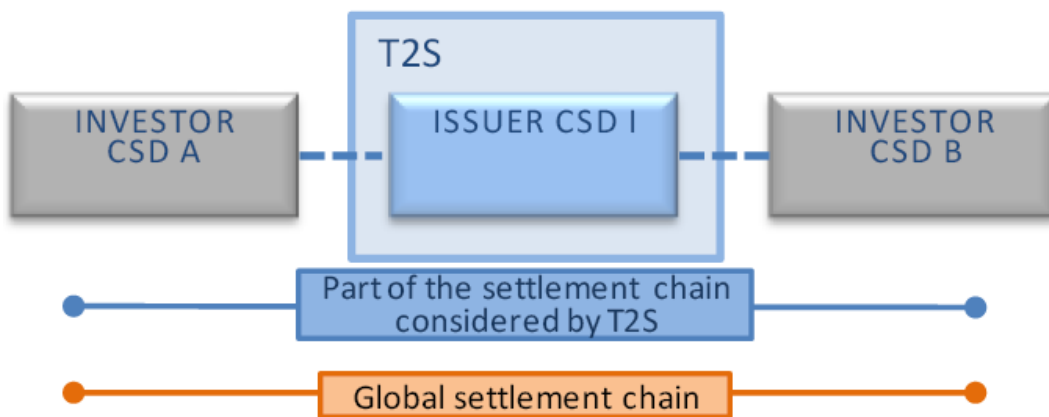 T2S
INVESTOR
CSD A
ISSUER CSD I
INVESTOR
CSD B
Part of the settlement chain
considered by T2S
Global settlement chain